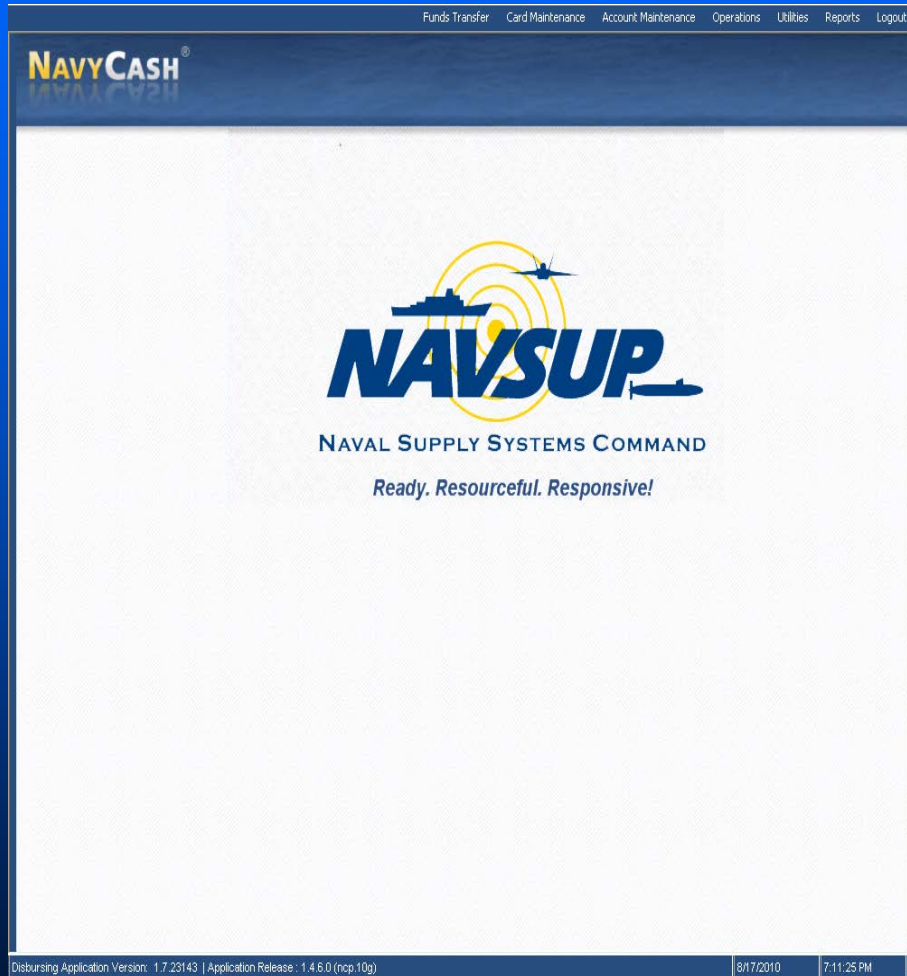 Funds Transfer Card Maintenance Account Maintenance Operations Utilities Reports Logout
NAVYCASH®
NAVSUP
NAVAL SUPPLY SYSTEMS COMMAND
Ready. Resourceful. Responsive!
Disbursing Application Version: 1.7.23143 | Application Release : 1.4.6.0 (ncp.10g) 8/17/2010 7:11:25 PM